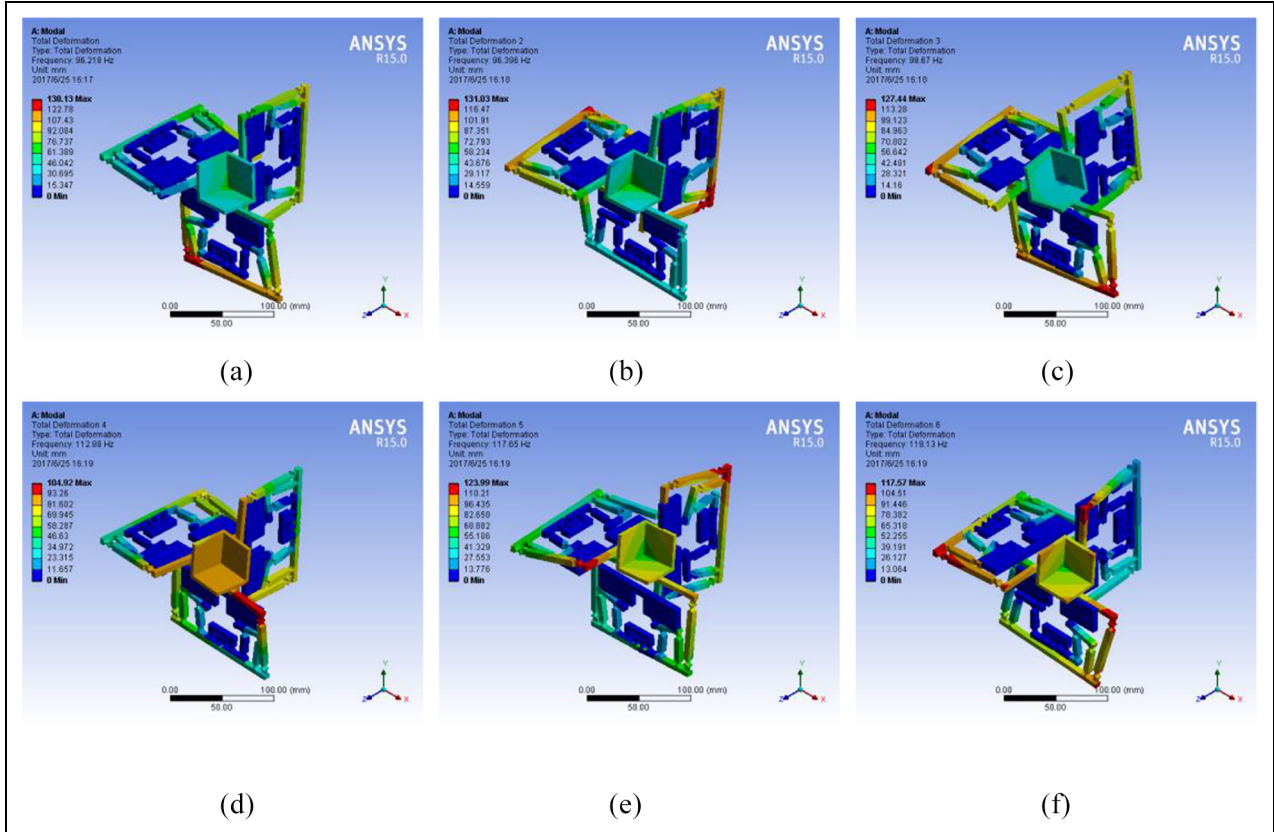 A: Modal
Total Deformation
Type: Total Deformation
Frequency: 96.218 Hz
Unit: mm
2017/6/25 16:17
138.13 Max
122.78
107.43
92.084
76.737
61.389
46.042
30.695
15.347
0 Min
ANSYS
R15.0
0.00
100.00 (mm)
50.00
Y
Z
X
(a)
A: Modal
Total Deformation 2
Type: Total Deformation
Frequency: 96.396 Hz
Unit: mm
2017/6/25 16:18
131.03 Max
116.47
101.91
87.351
72.793
58.234
43.676
29.117
14.559
0 Min
ANSYS
R15.0
0.00
100.00 (mm)
50.00
Y
Z
X
(b)
A: Modal
Total Deformation 3
Type: Total Deformation
Frequency: 98.67 Hz
Unit: mm
2017/6/25 16:18
127.44 Max
113.28
99.123
84.963
70.802
56.642
42.481
28.321
14.16
0 Min
ANSYS
R15.0
0.00
100.00 (mm)
50.00
Y
Z
X
(c)
A: Modal
Total Deformation 4
Type: Total Deformation
Frequency: 112.88 Hz
Unit: mm
2017/6/25 16:19
104.92 Max
93.26
81.602
69.945
58.287
46.63
34.972
23.315
11.657
0 Min
ANSYS
R15.0
0.00
100.00 (mm)
50.00
Y
Z
X
(d)
A: Modal
Total Deformation 5
Type: Total Deformation
Frequency: 117.65 Hz
Unit: mm
2017/6/25 16:19
123.99 Max
110.21
96.435
82.658
68.882
55.106
41.329
27.553
13.776
0 Min
ANSYS
R15.0
0.00
100.00 (mm)
50.00
Y
Z
X
(e)
A: Modal
Total Deformation 6
Type: Total Deformation
Frequency: 118.13 Hz
Unit: mm
2017/6/25 16:19
117.57 Max
104.51
91.446
78.382
65.318
52.255
39.191
26.127
13.064
0 Min
ANSYS
R15.0
0.00
100.00 (mm)
50.00
Y
Z
X
(f)